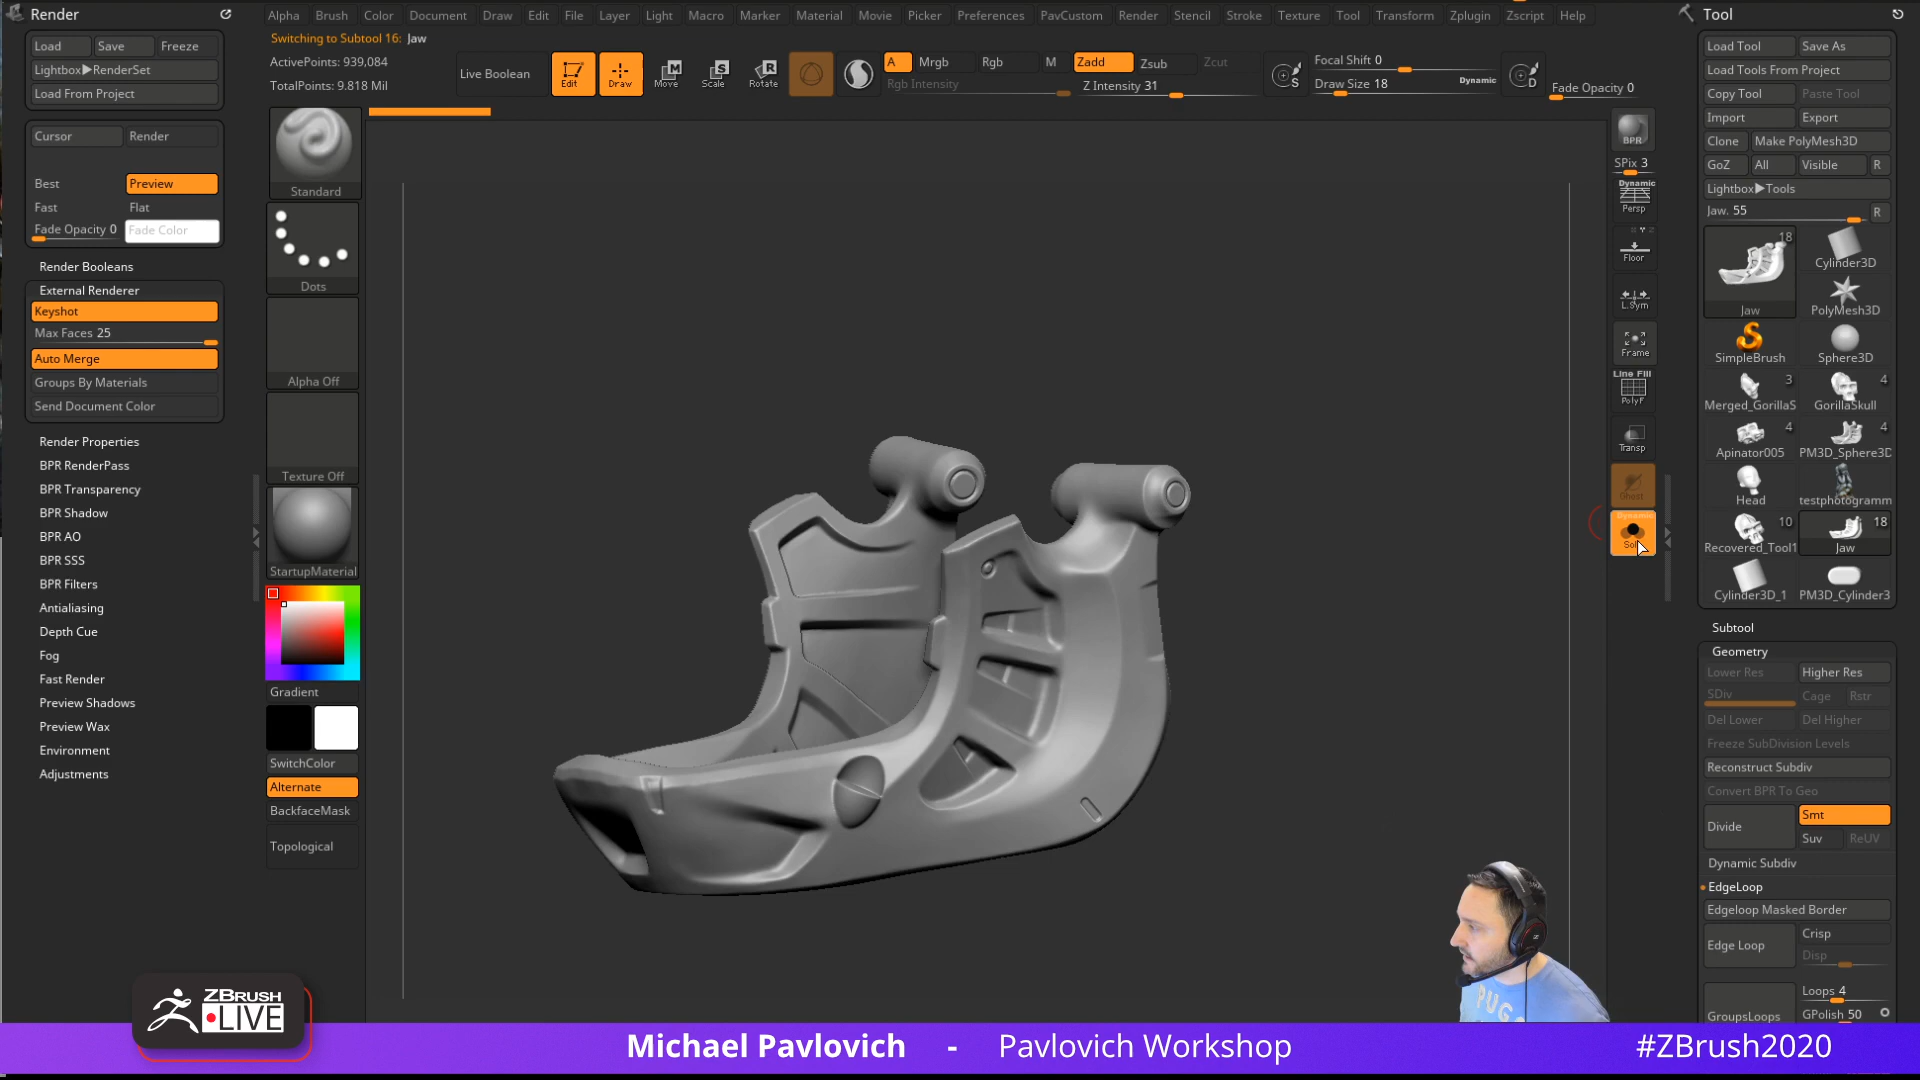 Render
Load Save Freeze
Lightbox▶RenderSet
Load From Project
Cursor Render
Best Preview
Fast Flat
Fade Opacity 0 Fade Color
Render Booleans
External Renderer
Keyshot
Max Faces 25
Auto Merge
Groups By Materials
Send Document Color
Render Properties
BPR RenderPass
BPR Transparency
BPR Shadow
BPR AO
BPR SSS
BPR Filters
Antialiasing
Depth Cue
Fog
Fast Render
Preview Shadows
Preview Wax
Environment
Adjustments
Alpha Brush Color Document Draw Edit File Layer Light Macro Marker Material Movie Picker Preferences PavCustom Render Stencil Stroke Texture Tool Transform Zplugin Zscript Help
Switching to Subtool 16: Jaw
ActivePoints: 939,084
TotalPoints: 9.818 Mil
Live Boolean
Edit Draw Move Scale Rotate
A Mrgb Rgb M Zadd Zsub Zcut
Rgb Intensity Z Intensity 31
Focal Shift 0
Draw Size 18 Dynamic
Fade Opacity 0
Standard
Dots
Alpha Off
Texture Off
StartupMaterial
Gradient
SwitchColor
Alternate
BackfaceMask
Topological
BPR
SPix 3
Dynamic
Persp
Floor
L.Sym
Frame
Line Fill
PolyF
Transp
Ghost
Dynamic
Tool
Load Tool Save As
Load Tools From Project
Copy Tool Paste Tool
Import Export
Clone Make PolyMesh3D
GoZ All Visible R
Lightbox▶Tools
Jaw. 55 R
18
Jaw Cylinder3D
PolyMesh3D
SimpleBrush Sphere3D
3 4
Merged_GorillaS GorillaSkull
4 4
Apinator005 PM3D_Sphere3D
Head testphotogramm
10 18
Recovered_Tool1 Jaw
Cylinder3D_1 PM3D_Cylinder3
Subtool
Geometry
Lower Res Higher Res
SDiv Cage Rstr
Del Lower Del Higher
Freeze SubDivision Levels
Reconstruct Subdiv
Convert BPR To Geo
Divide Smt
Suv ReUV
Dynamic Subdiv
EdgeLoop
Edgeloop Masked Border
Edge Loop Crisp
Disp
Loops 4
GroupsLoops GPolish 50
PUG
ZBRUSH
LIVE
Michael Pavlovich - Pavlovich Workshop #ZBrush2020